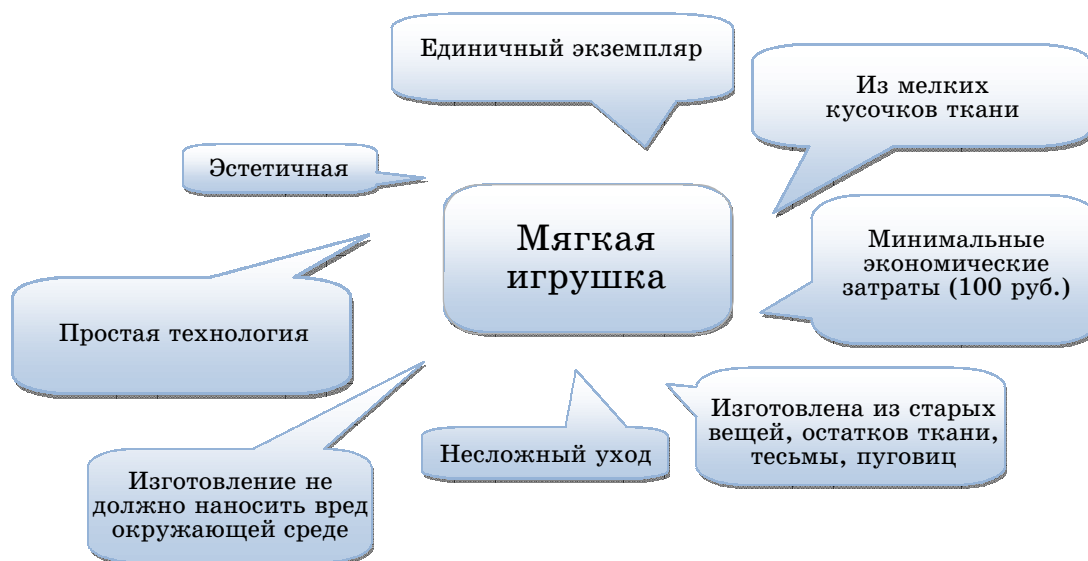 Единичный экземпляр
Из мелких
кусочков ткани
Эстетичная
Мягкая
игрушка
Минимальные
экономические
затраты (100 руб.)
Простая технология
Изготовлена из старых
вещей, остатков ткани,
тесьмы, пуговиц
Несложный уход
Изготовление не
должно наносить вред
окружающей среде